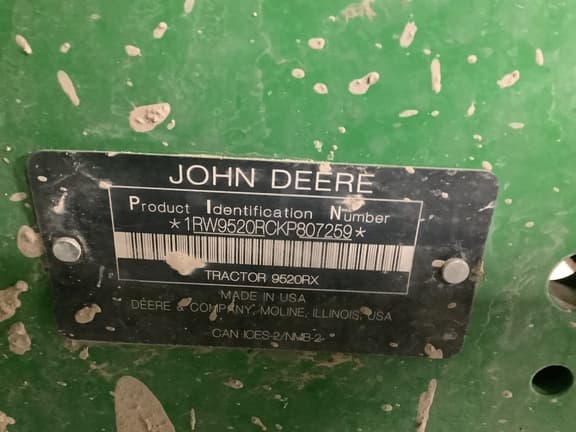 JOHN DEERE
Product Identification Number
*1RW9520RCKP807259*
TRACTOR 9520RX
MADE IN USA
DEERE & COMPANY, MOLINE, ILLINOIS, USA
CAN ICES-2/NMB-2